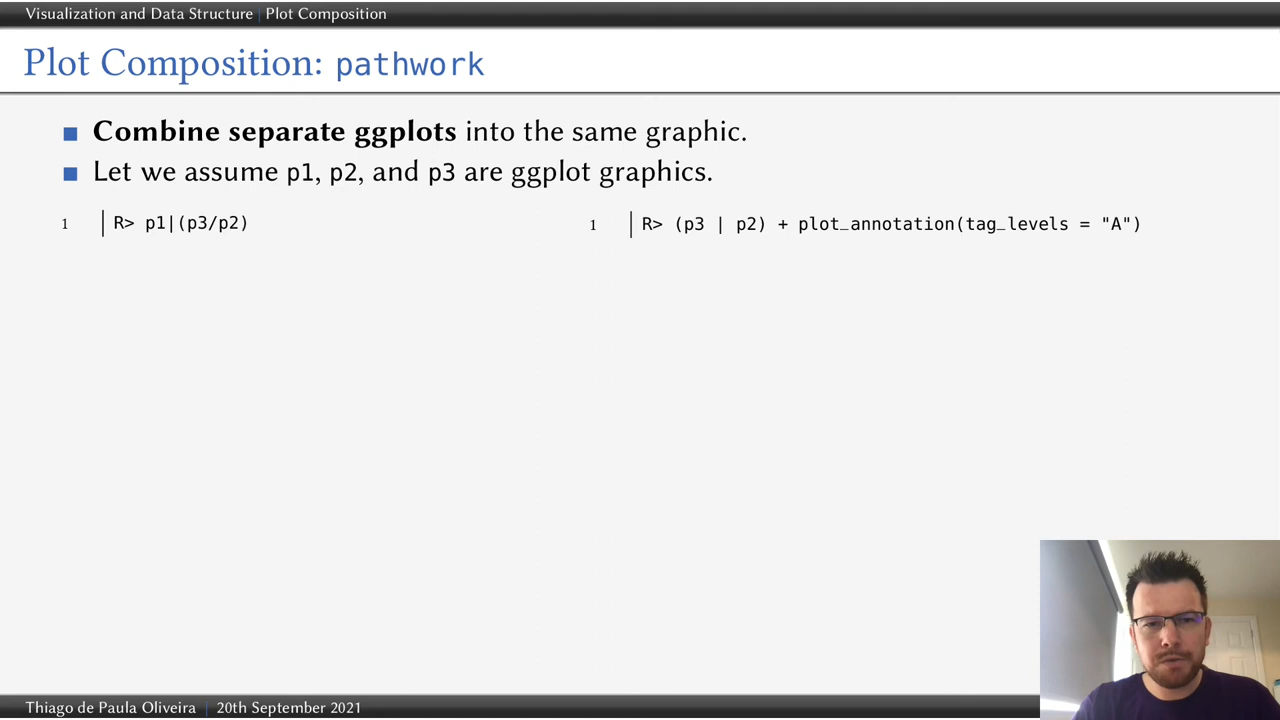 Visualization and Data Structure | Plot Composition
Plot Composition: pathwork
Combine separate ggplots into the same graphic.
Let we assume p1, p2, and p3 are ggplot graphics.
1 R> p1|(p3/p2)
1 R> (p3 | p2) + plot_annotation(tag_levels = "A")
Thiago de Paula Oliveira | 20th September 2021